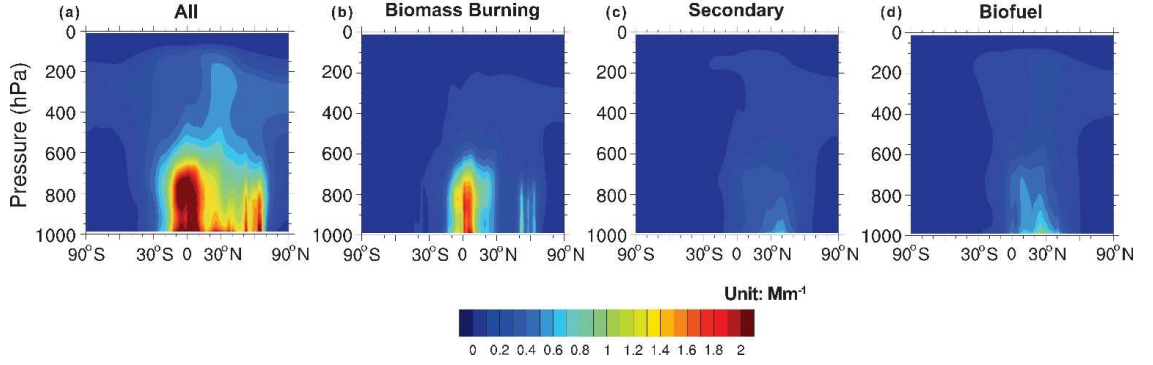 (a) All
(b) Biomass Burning
(c) Secondary
(d) Biofuel
Pressure (hPa)
0 0 0 0
200 200 200 200
400 400 400 400
600 600 600 600
800 800 800 800
1000 1000 1000 1000
90°S 30°S 0 30°N 90°N 90°S 30°S 0 30°N 90°N 90°S 30°S 0 30°N 90°N 90°S 30°S 0 30°N 90°N
Unit: Mm⁻¹
0 0.2 0.4 0.6 0.8 1 1.2 1.4 1.6 1.8 2